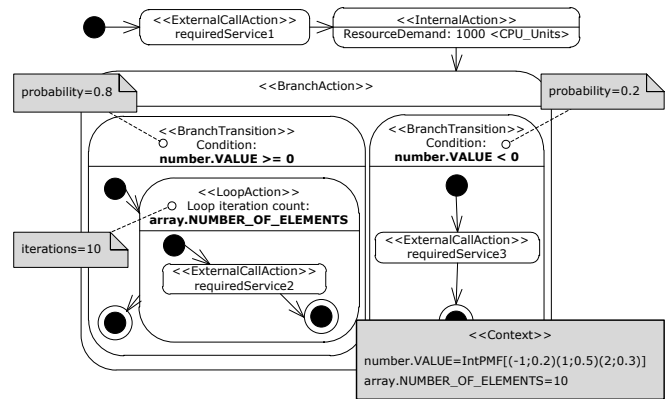 <<ExternalCallAction>>
requiredService1
<<InternalAction>>
ResourceDemand: 1000 <CPU_Units>
probability=0.8
<<BranchAction>>
probability=0.2
<<BranchTransition>>
Condition:
number.VALUE >= 0
<<BranchTransition>>
Condition:
number.VALUE < 0
<<LoopAction>>
Loop iteration count:
array.NUMBER_OF_ELEMENTS
iterations=10
<<ExternalCallAction>>
requiredService2
<<ExternalCallAction>>
requiredService3
<<Context>>
number.VALUE=IntPMF[(-1;0.2)(1;0.5)(2;0.3)]
array.NUMBER_OF_ELEMENTS=10